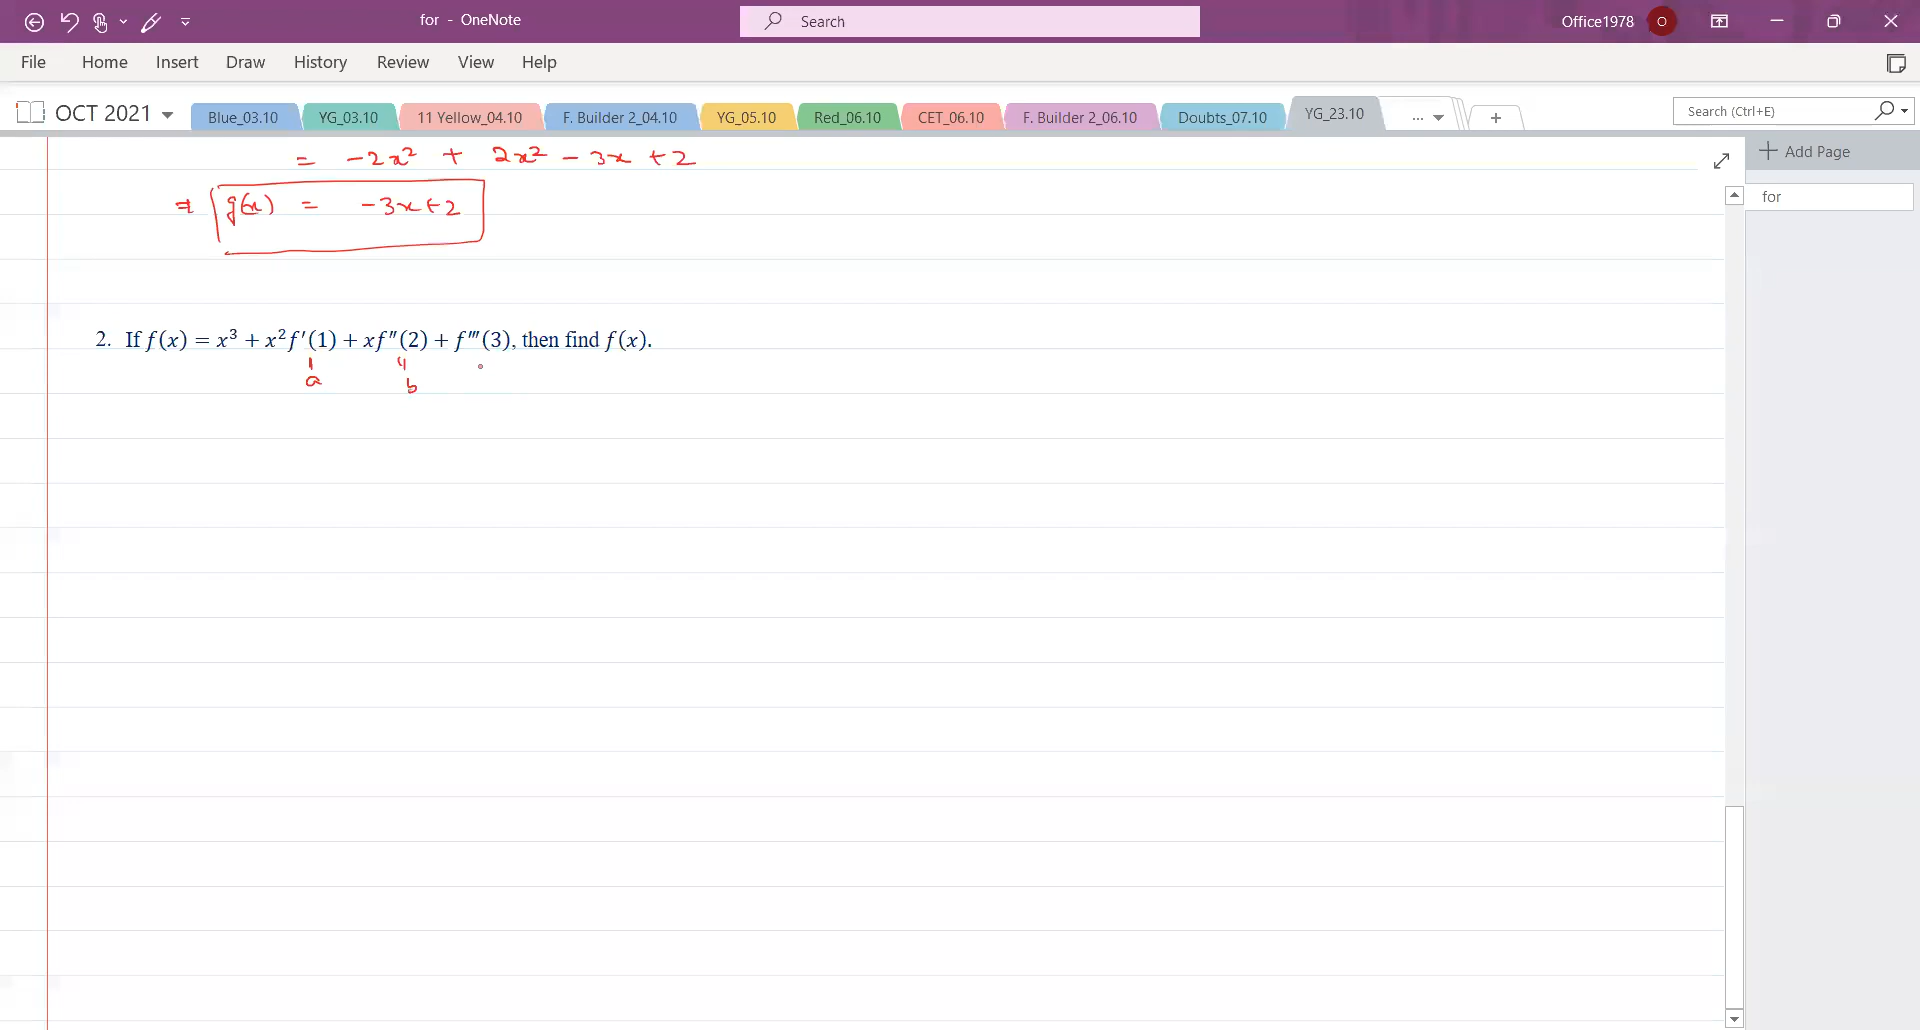 for - OneNote
Search
Office1978
O
File Home Insert Draw History Review View Help
OCT 2021
Blue_03.10 YG_03.10 11 Yellow_04.10 F. Builder 2_04.10 YG_05.10 Red_06.10 CET_06.10 F. Builder 2_06.10 Doubts_07.10 YG_23.10 ... +
Search (Ctrl+E)
+ Add Page
for
= -2x² + 2x² - 3x + 2
⇒ g(x) = -3x+2
2. If f(x) = x³ + x²f′(1) + xf″(2) + f‴(3), then find f(x).
a b